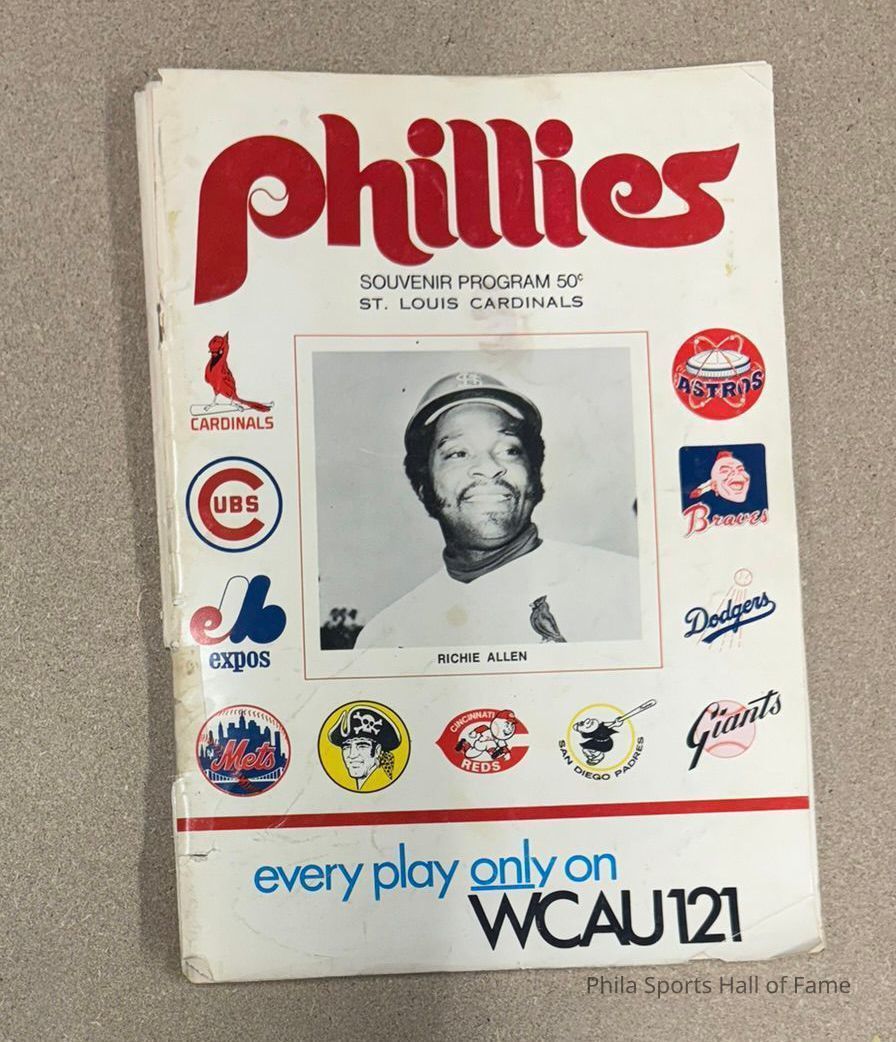 phillies
SOUVENIR PROGRAM 50¢
ST. LOUIS CARDINALS
CARDINALS
ASTROS
CUBS
Braves
expos
Dodgers
RICHIE ALLEN
Mets
CINCINNATI
REDS
SAN DIEGO PADRES
Giants
every play only on
WCAU 121
Phila Sports Hall of Fame